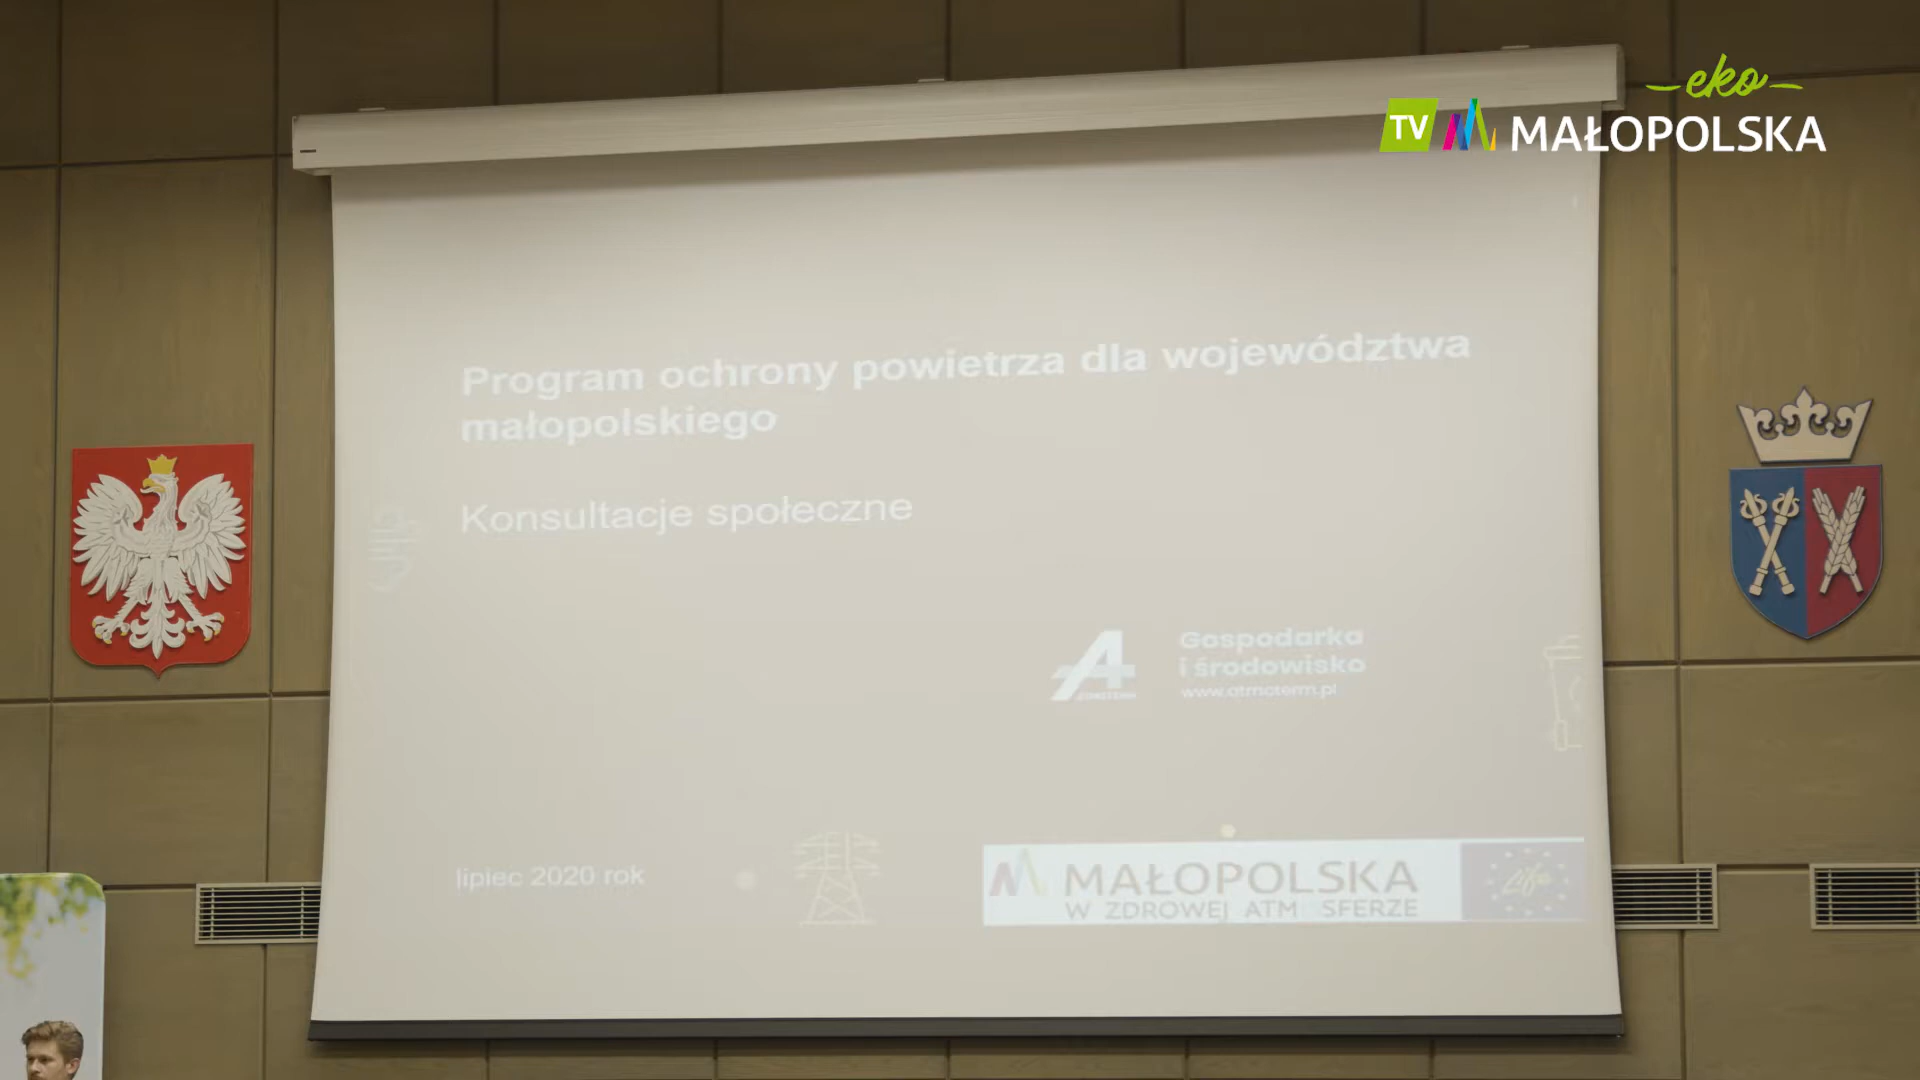 eko
TV MAŁOPOLSKA
Program ochrony powietrza dla województwa
małopolskiego
Konsultacje społeczne
Gospodarka
i środowisko
www.atmoterm.pl
lipiec 2020 rok
MAŁOPOLSKA
W ZDROWEJ ATM SFERZE
Life